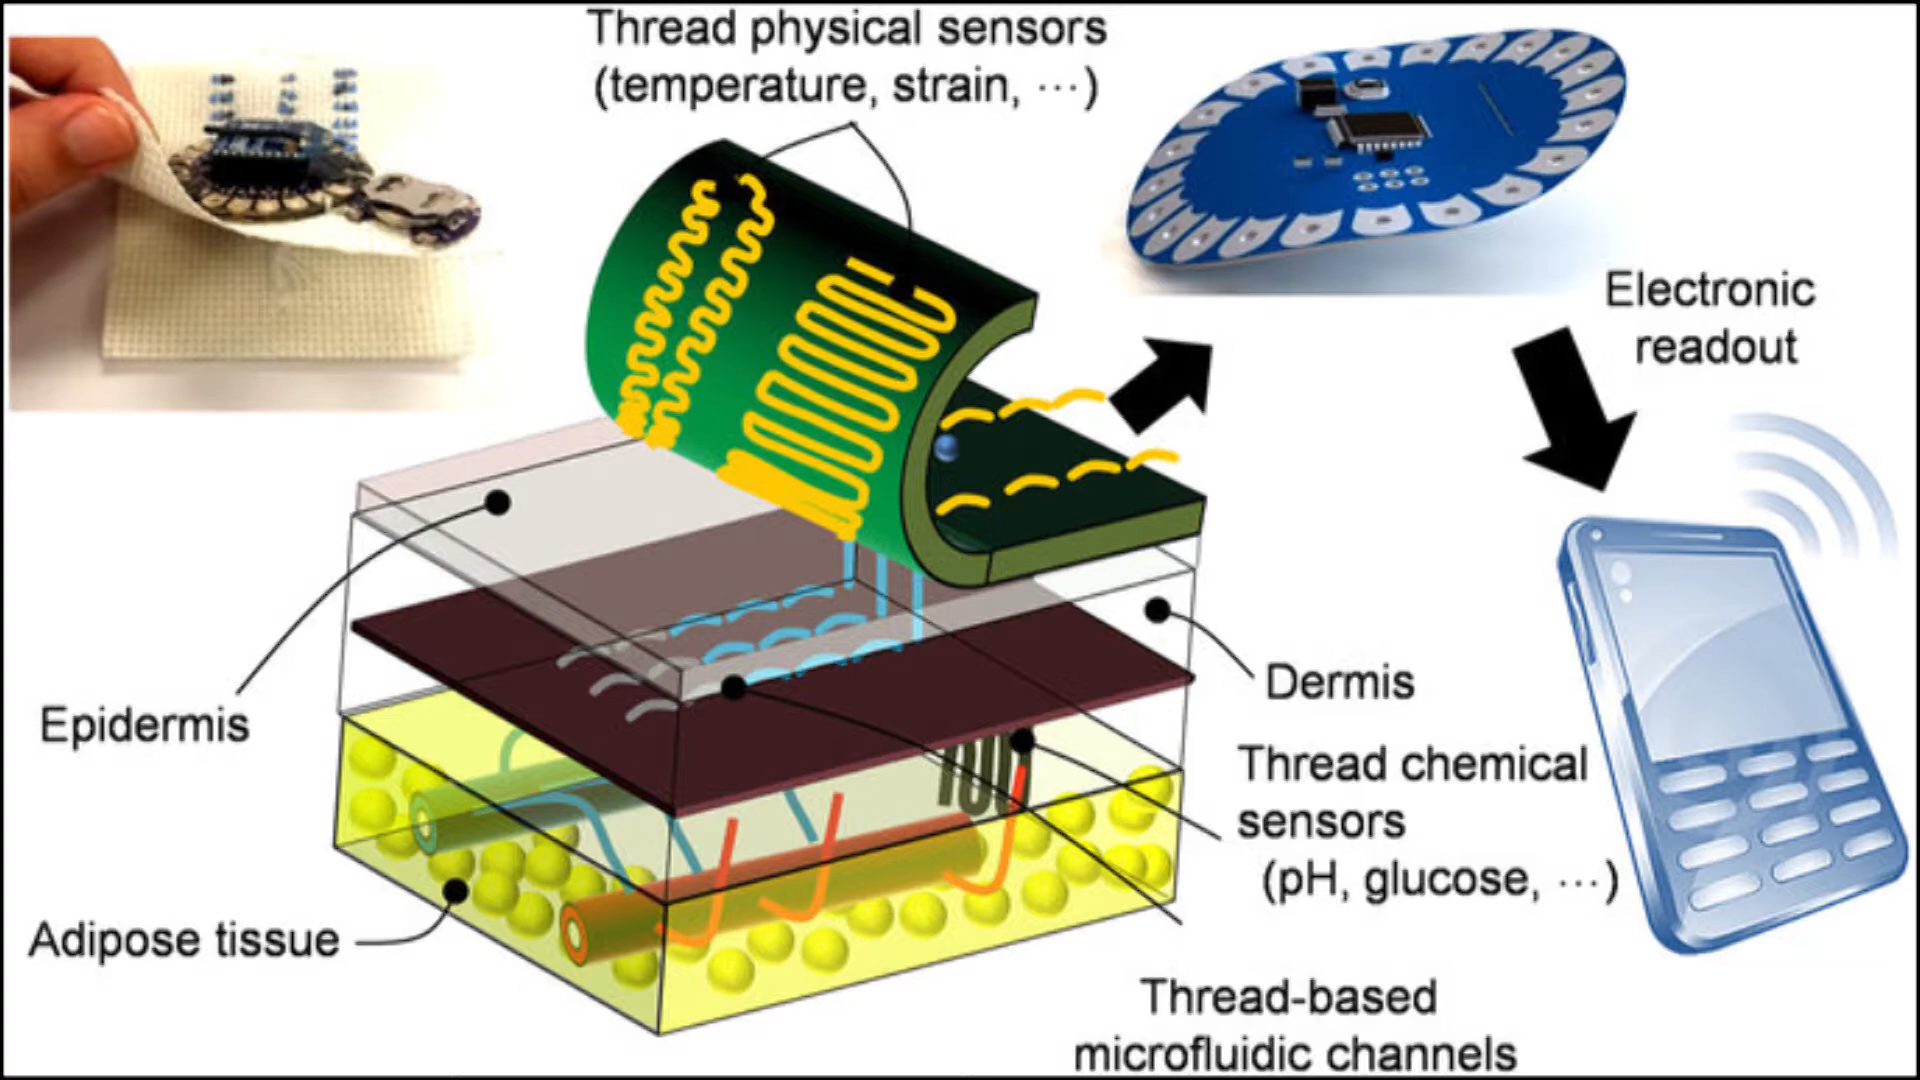 Thread physical sensors
(temperature, strain, ···)
Electronic
readout
Epidermis
Dermis
Thread chemical
sensors
(pH, glucose, ···)
Adipose tissue
Thread-based
microfluidic channels